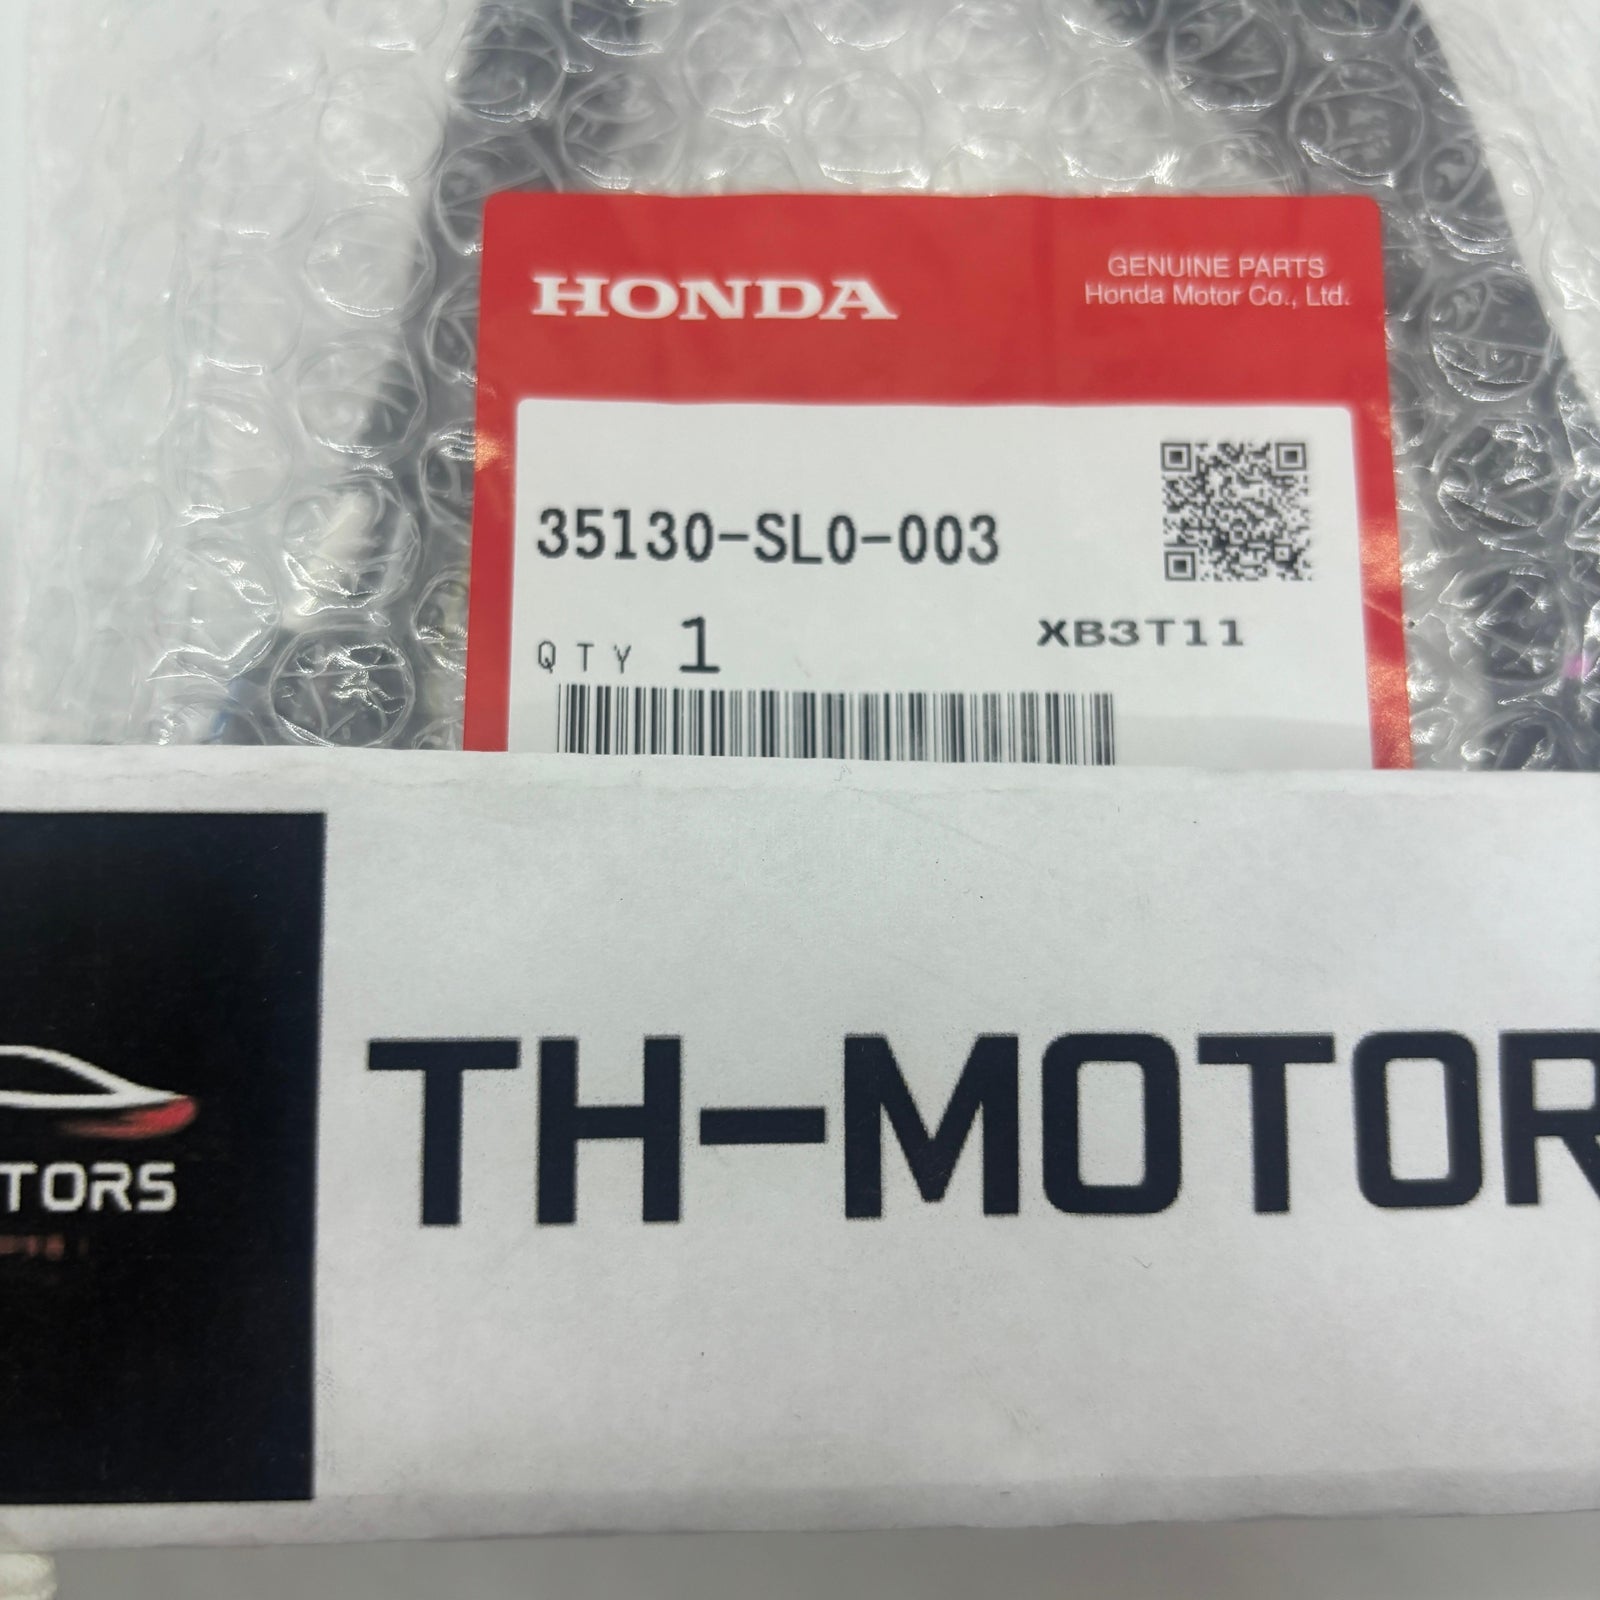 HONDA
GENUINE PARTS
Honda Motor Co., Ltd.
35130-SL0-003
QTY 1
XB3T11
TORS
TH-MOTOR